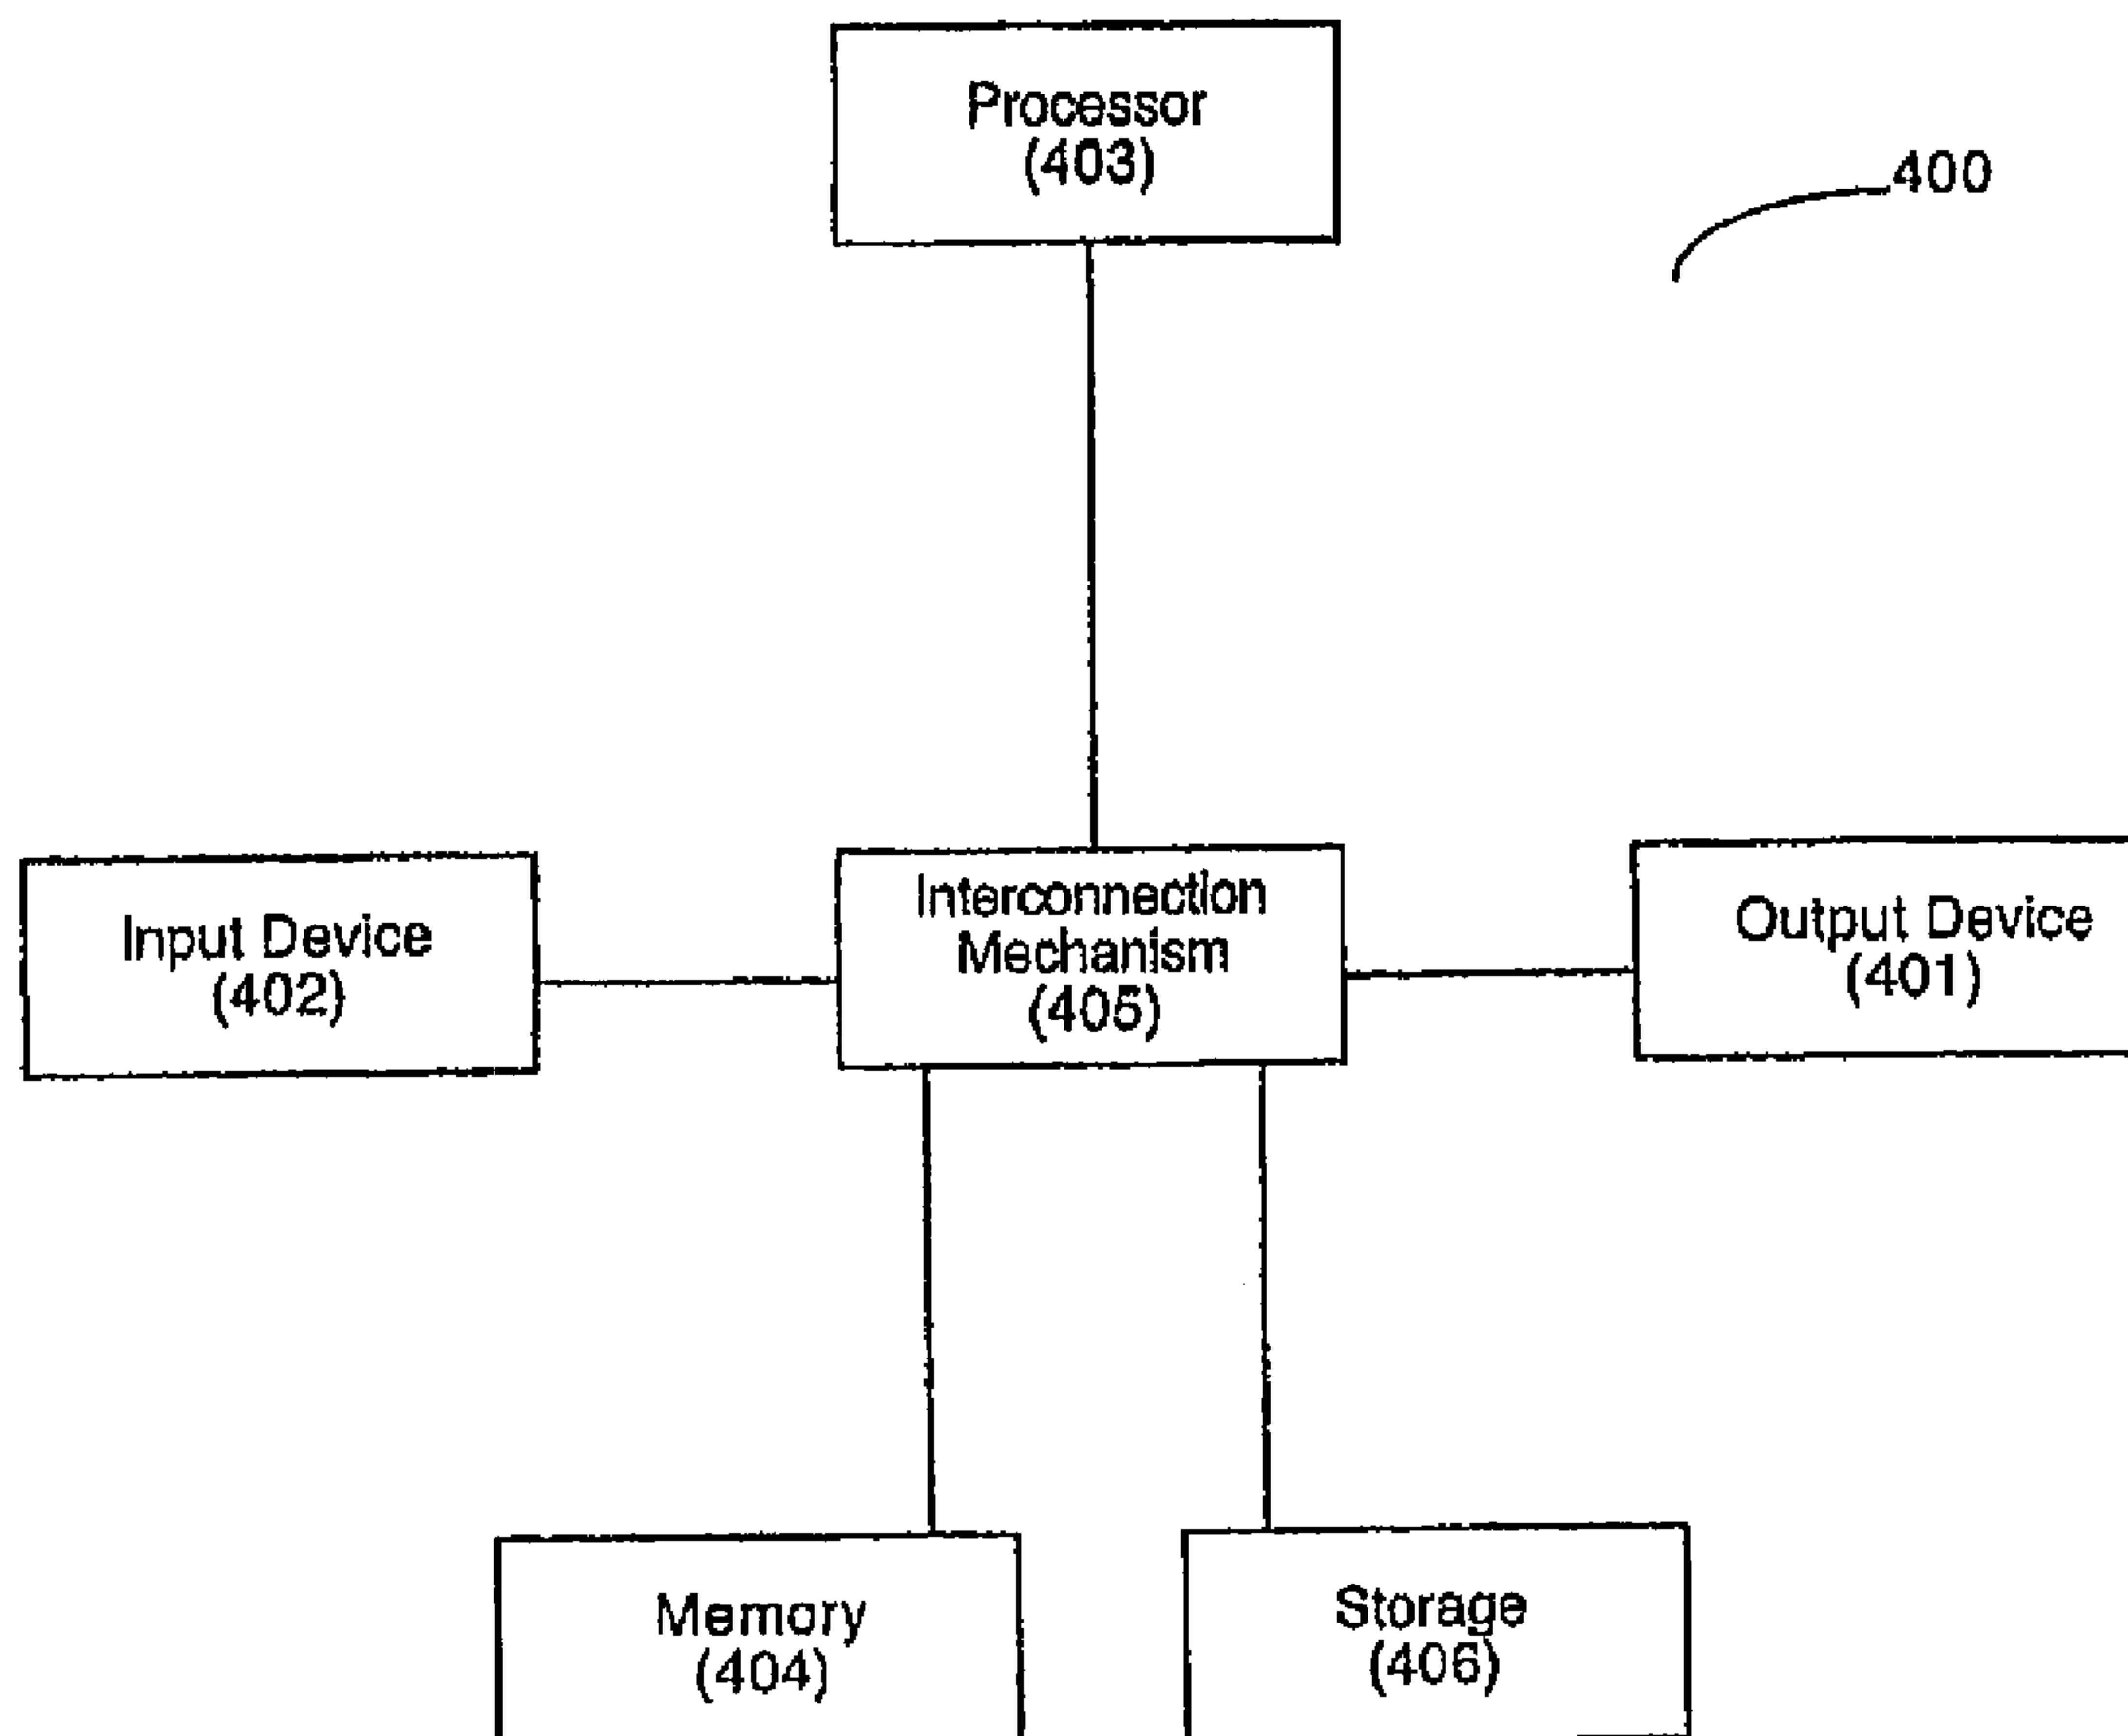 Processor
(403)
400
Input Device
(402)
Interconnection
Mechanism
(405)
Output Device
(401)
Memory
(404)
Storage
(406)